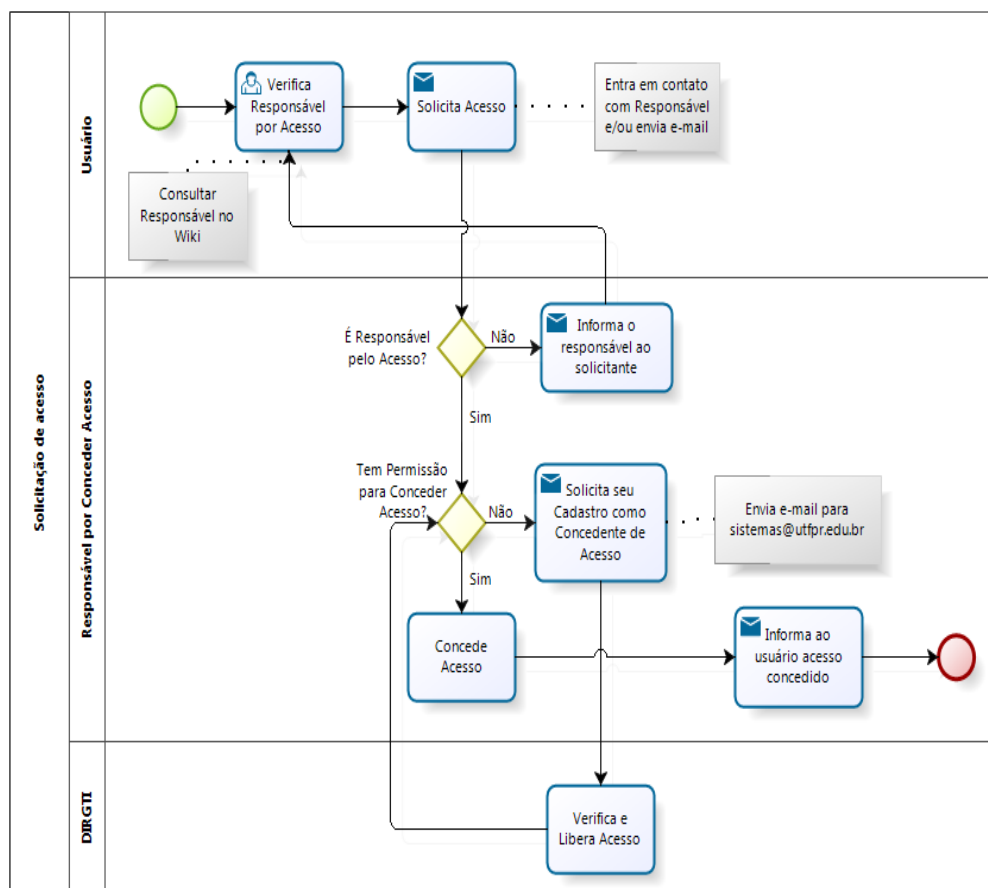 Solicitação de acesso
Usuário
Verifica
Responsável
por Acesso
Solicita Acesso
Entra em contato
com Responsável
e/ou envia e-mail
Consultar
Responsável no
Wiki
Responsável por Conceder Acesso
É Responsável
pelo Acesso?
Não
Informa o
responsável ao
solicitante
Sim
Tem Permissão
para Conceder
Acesso?
Não
Solicita seu
Cadastro como
Concedente de
Acesso
Envia e-mail para
sistemas@utfpr.edu.br
Sim
Concede
Acesso
Informa ao
usuário acesso
concedido
DIRGTI
Verifica e
Libera Acesso